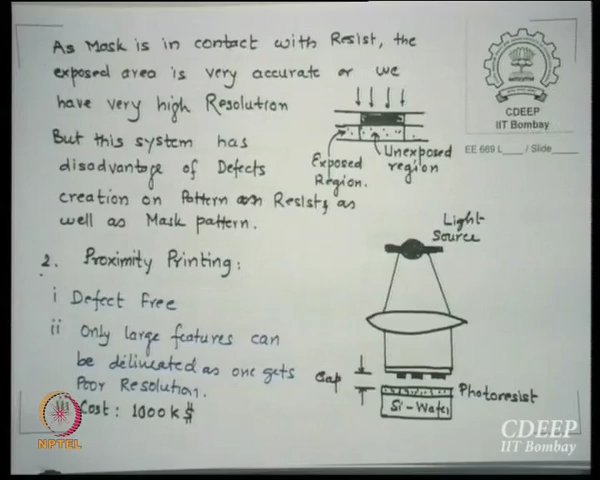 As Mask is in contact with Resist, the
exposed area is very accurate or we
have very high Resolution
But this system has
disadvantage of Defects
creation on Pattern on Resists, as
well as Mask pattern.
Exposed
Region.
Unexposed
region
CDEEP
IIT Bombay
EE 669 L___ / Slide____
2. Proximity Printing:
i Defect Free
ii Only large features can
be delineated as one gets
Poor Resolution.
Cost: 1000 k $
Light
Source
Gap
Photoresist
Si-Wafer
NPTEL
CDEEP
IIT Bombay